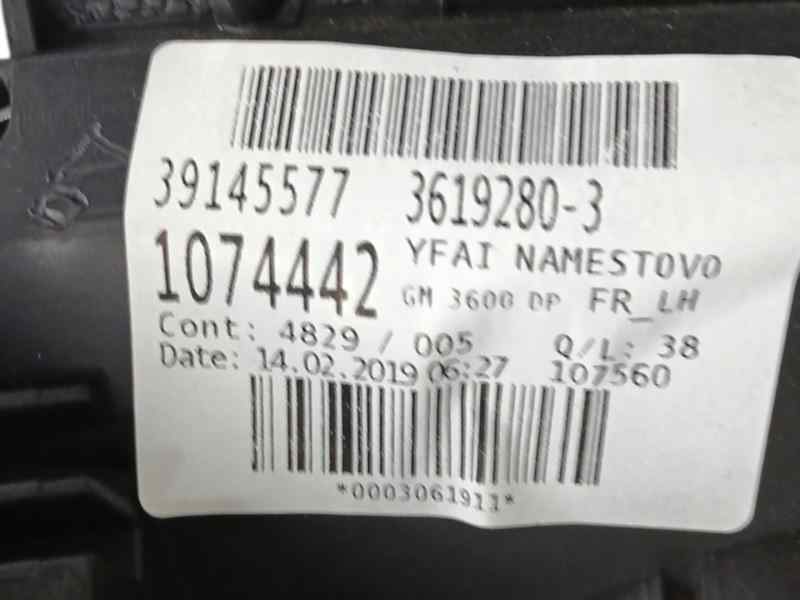 39145577 3619280-3
1074442 YFAI NAMESTOVO
GM 3600 DP FR_LH
Cont: 4829 / 005 Q/L: 38
Date: 14.02.2019 06:27 107560
*0003061911*